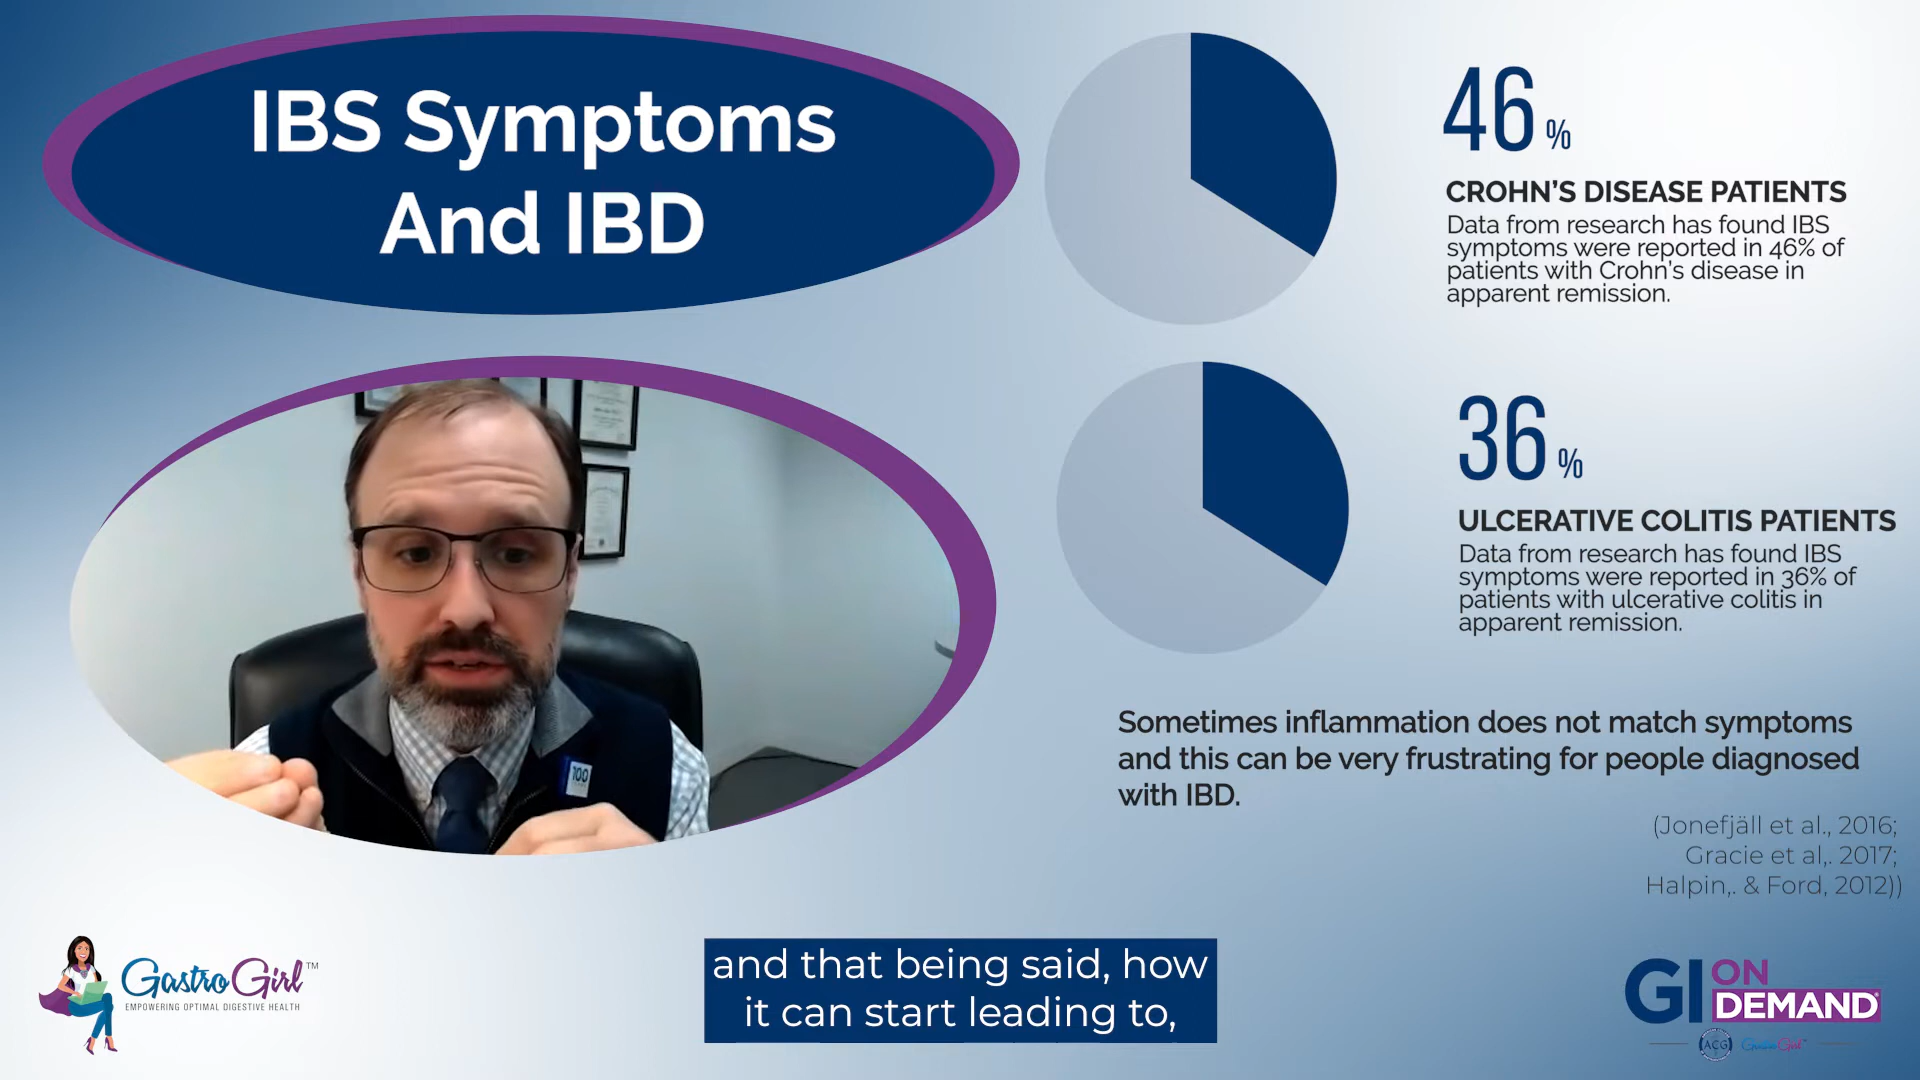 IBS Symptoms
And IBD
46 %
CROHN'S DISEASE PATIENTS
Data from research has found IBS
symptoms were reported in 46% of
patients with Crohn's disease in
apparent remission.
36 %
ULCERATIVE COLITIS PATIENTS
Data from research has found IBS
symptoms were reported in 36% of
patients with ulcerative colitis in
apparent remission.
Sometimes inflammation does not match symptoms
and this can be very frustrating for people diagnosed
with IBD.
(Jonefjäll et al., 2016;
Gracie et al,. 2017;
Halpin,. & Ford, 2012))
100
GastroGirl™
EMPOWERING OPTIMAL DIGESTIVE HEALTH
and that being said, how
it can start leading to,
GI ON
DEMAND
ACG GastroGirl™